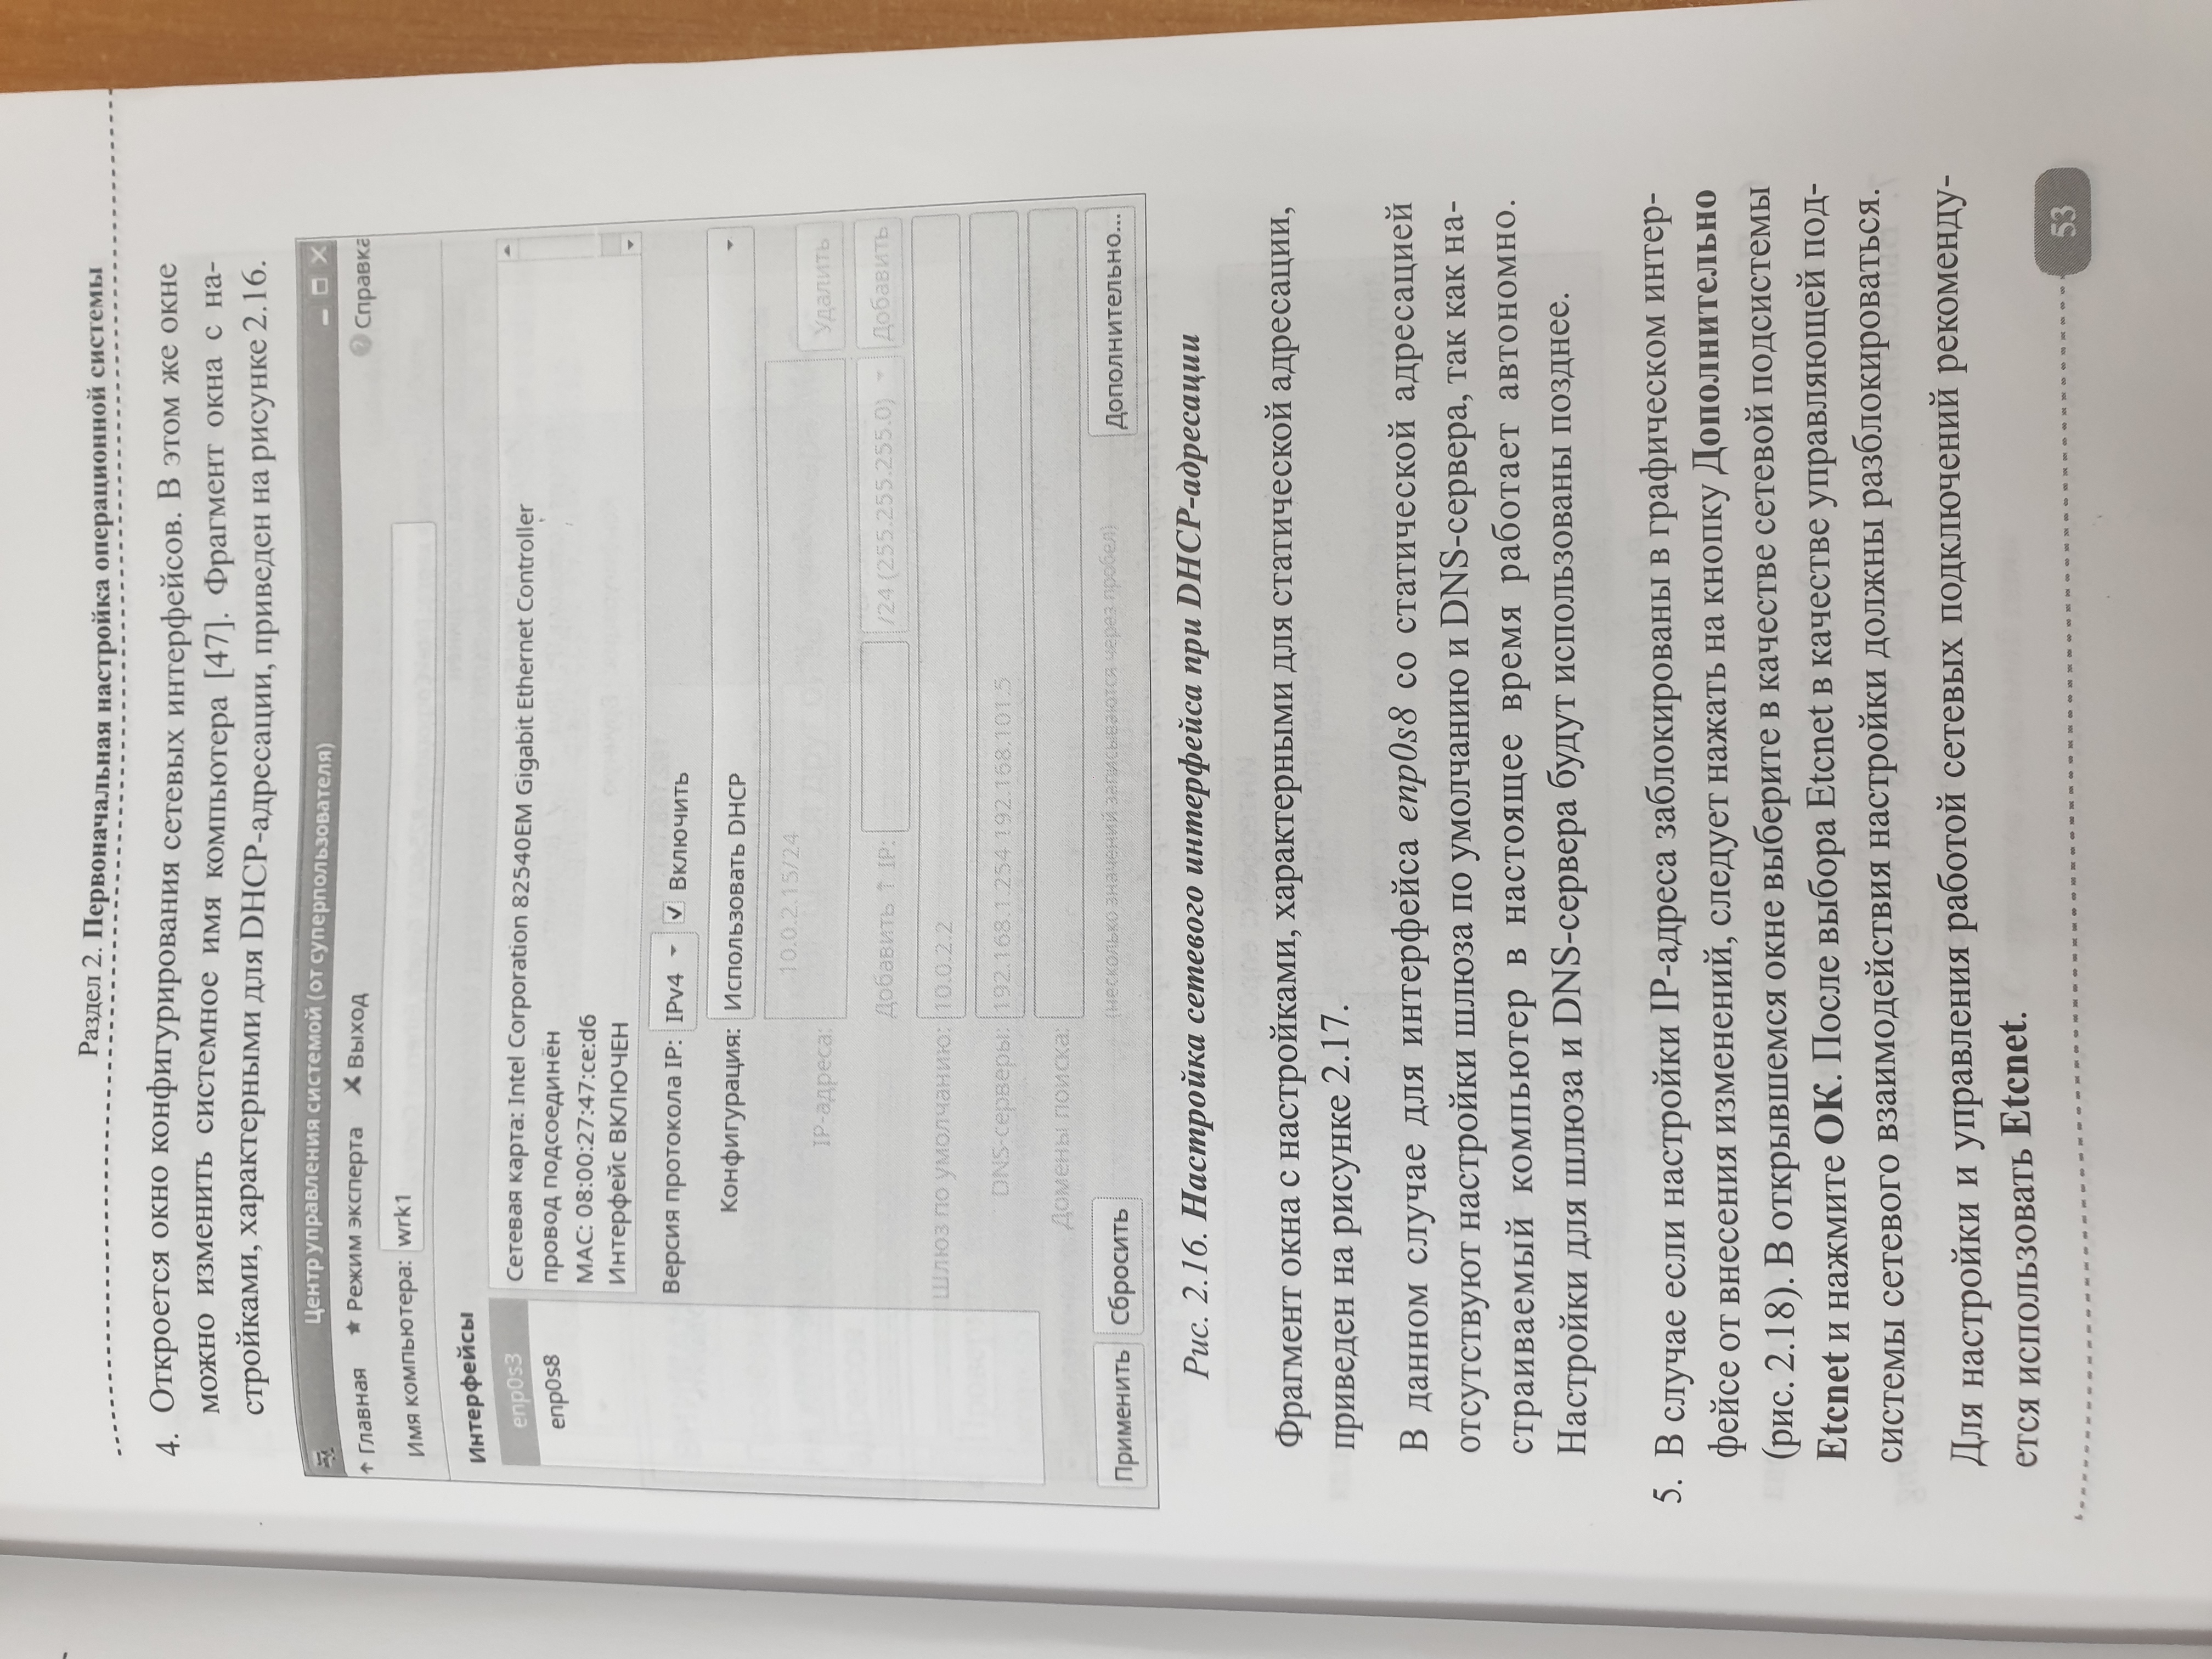 Раздел 2. Первоначальная настройка операционной системы
4. Откроется окно конфигурирования сетевых интерфейсов. В этом же окне
можно изменить системное имя компьютера [47]. Фрагмент окна с на-
стройками, характерными для DHCP-адресации, приведен на рисунке 2.16.
Центр управления системой (от суперпользователя)
Главная Режим эксперта Выход Справка
Имя компьютера: wrk1
Интерфейсы
enp0s3
enp0s8
Сетевая карта: Intel Corporation 82540EM Gigabit Ethernet Controller
провод подсоединён
MAC: 08:00:27:47:ce:d6
Интерфейс ВКЛЮЧЕН
Версия протокола IP: IPv4 Включить
Конфигурация: Использовать DHCP
10.0.2.15/24
IP-адреса: Удалить
Добавить ↑ IP: /24 (255.255.255.0) Добавить
Шлюз по умолчанию: 10.0.2.2
DNS-серверы: 192.168.1.254 192.168.101.5
Домены поиска:
(несколько значений записываются через пробел)
Применить Сбросить Дополнительно...
Рис. 2.16. Настройка сетевого интерфейса при DHCP-адресации
Фрагмент окна с настройками, характерными для статической адресации,
приведен на рисунке 2.17.
В данном случае для интерфейса enp0s8 со статической адресацией
отсутствуют настройки шлюза по умолчанию и DNS-сервера, так как на-
страиваемый компьютер в настоящее время работает автономно.
Настройки для шлюза и DNS-сервера будут использованы позднее.
5. В случае если настройки IP-адреса заблокированы в графическом интер-
фейсе от внесения изменений, следует нажать на кнопку Дополнительно
(рис. 2.18). В открывшемся окне выберите в качестве сетевой подсистемы
Etcnet и нажмите ОК. После выбора Etcnet в качестве управляющей под-
системы сетевого взаимодействия настройки должны разблокироваться.
Для настройки и управления работой сетевых подключений рекоменду-
ется использовать Etcnet.
53